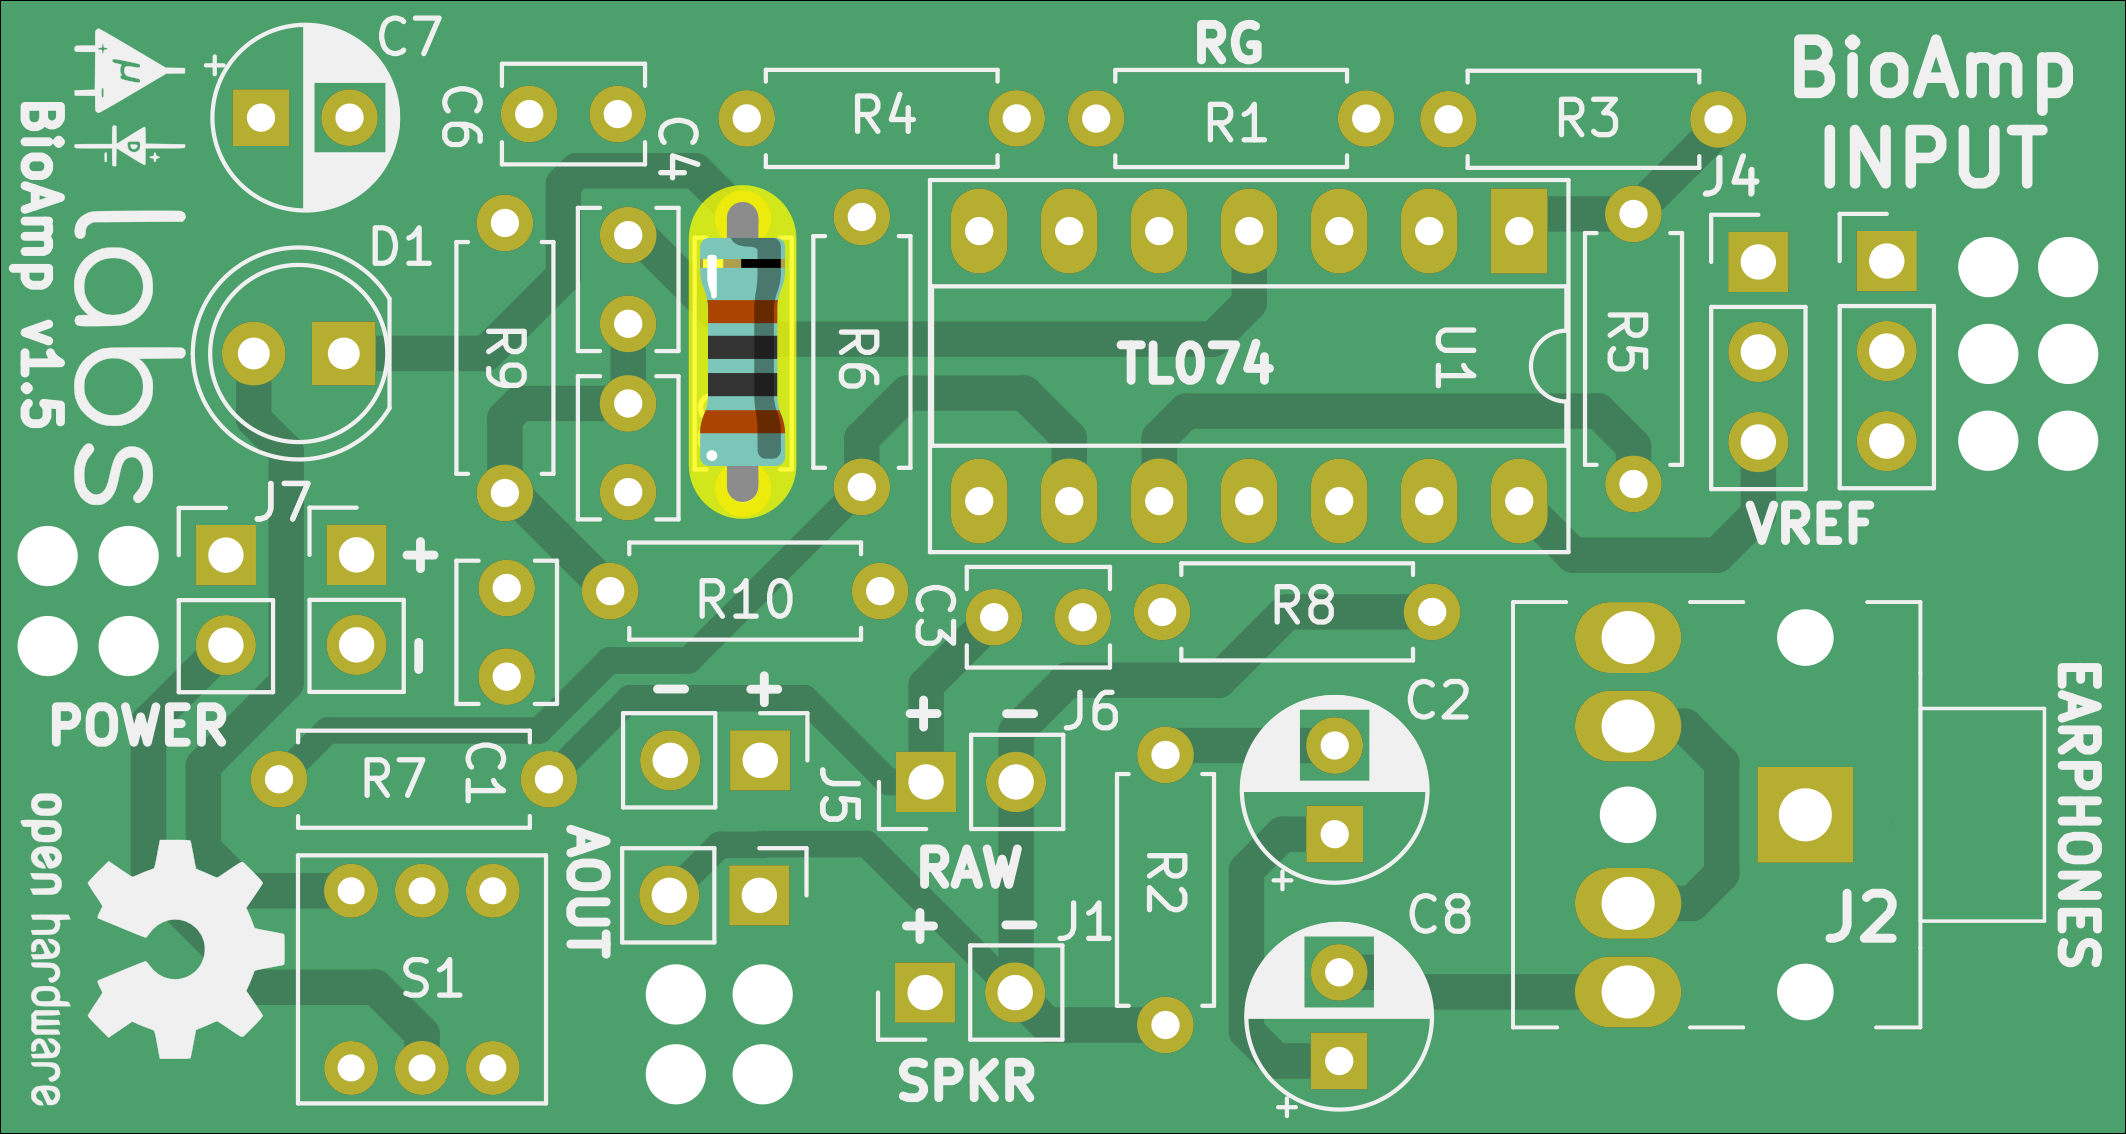 C7
RG
BioAmp
INPUT
µ
D
C6
C4
R4
R1
R3
J4
BioAmp v1.5
labs
D1
R9
R6
TL074
U1
R5
VREF
J7
+
-
POWER
R10
C3
R8
- +
+ -
J6
C2
R7
C1
J5
RAW
AOUT
R2
EARPHONES
J2
C8
+ -
J1
S1
SPKR
open hardware